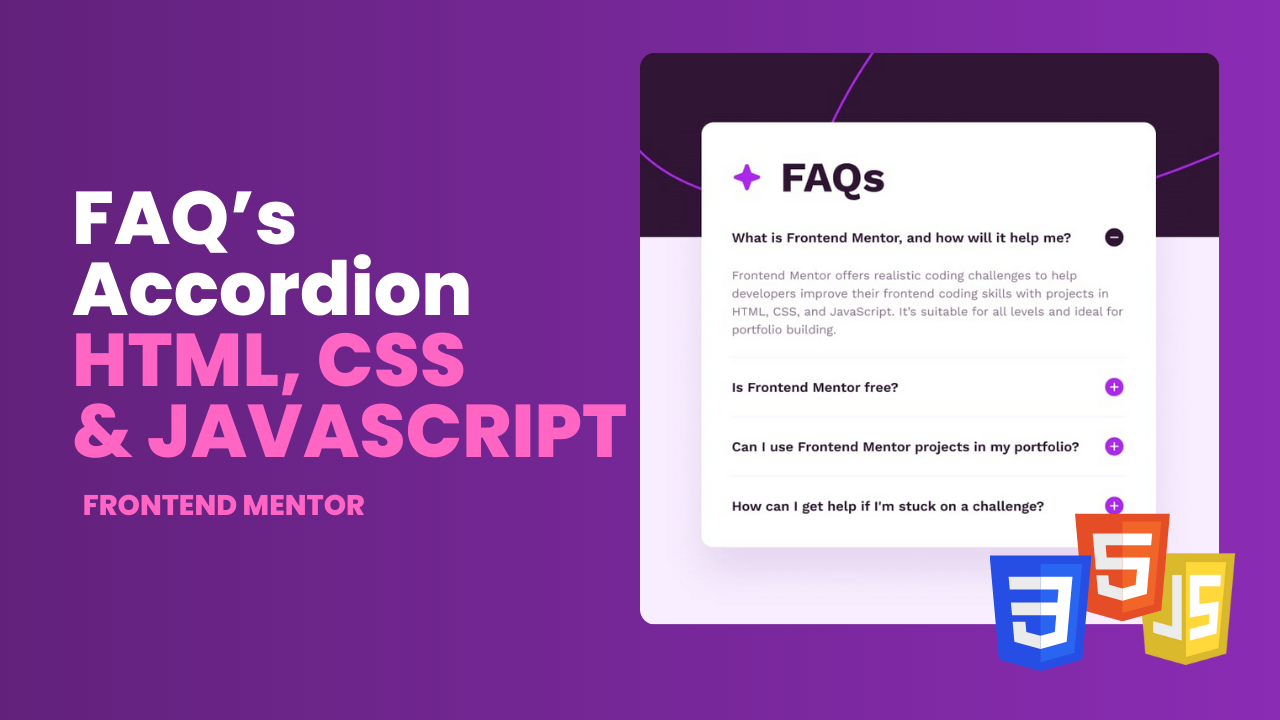 FAQ’s
Accordion
HTML, CSS
& JAVASCRIPT
FRONTEND MENTOR
FAQs
What is Frontend Mentor, and how will it help me?
Frontend Mentor offers realistic coding challenges to help
developers improve their frontend coding skills with projects in
HTML, CSS, and JavaScript. It’s suitable for all levels and ideal for
portfolio building.
Is Frontend Mentor free?
Can I use Frontend Mentor projects in my portfolio?
How can I get help if I'm stuck on a challenge?
3
5
JS